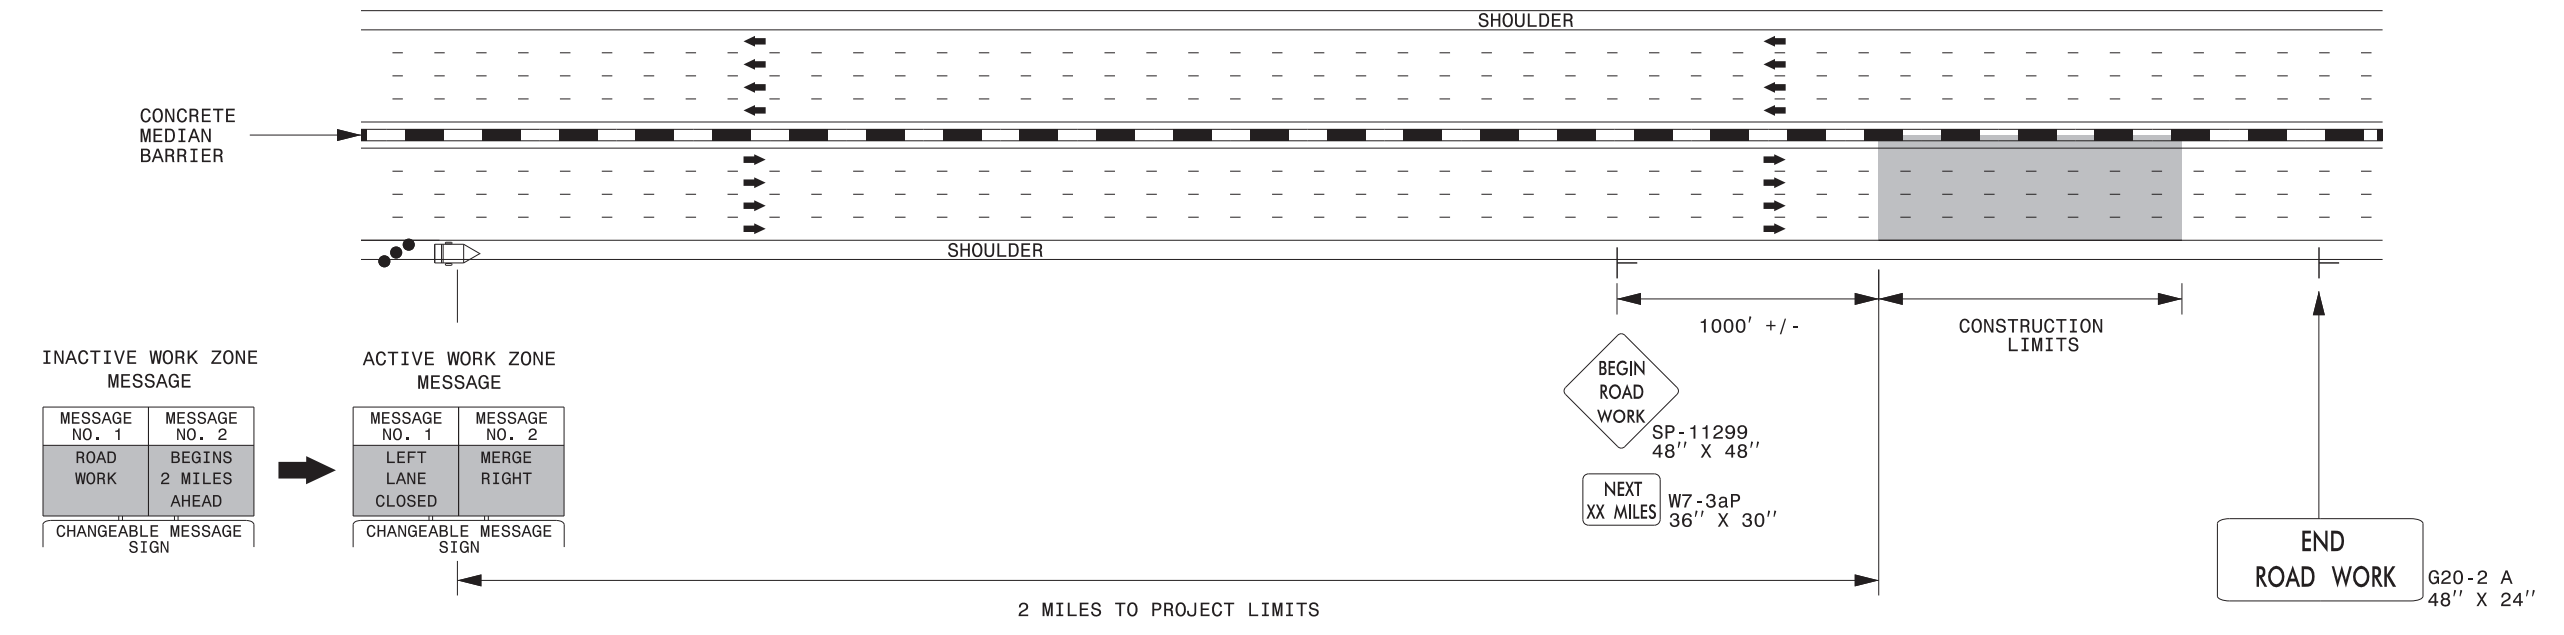 SHOULDER
CONCRETE
MEDIAN
BARRIER
SHOULDER
1000' +/-
CONSTRUCTION
LIMITS
INACTIVE WORK ZONE
MESSAGE
MESSAGE
NO. 1
MESSAGE
NO. 2
ROAD
WORK
BEGINS
2 MILES
AHEAD
CHANGEABLE MESSAGE
SIGN
ACTIVE WORK ZONE
MESSAGE
MESSAGE
NO. 1
MESSAGE
NO. 2
LEFT
LANE
CLOSED
MERGE
RIGHT
CHANGEABLE MESSAGE
SIGN
BEGIN
ROAD
WORK
SP-11299
48'' X 48''
NEXT
XX MILES
W7-3aP
36'' X 30''
END
ROAD WORK
G20-2 A
48'' X 24''
2 MILES TO PROJECT LIMITS